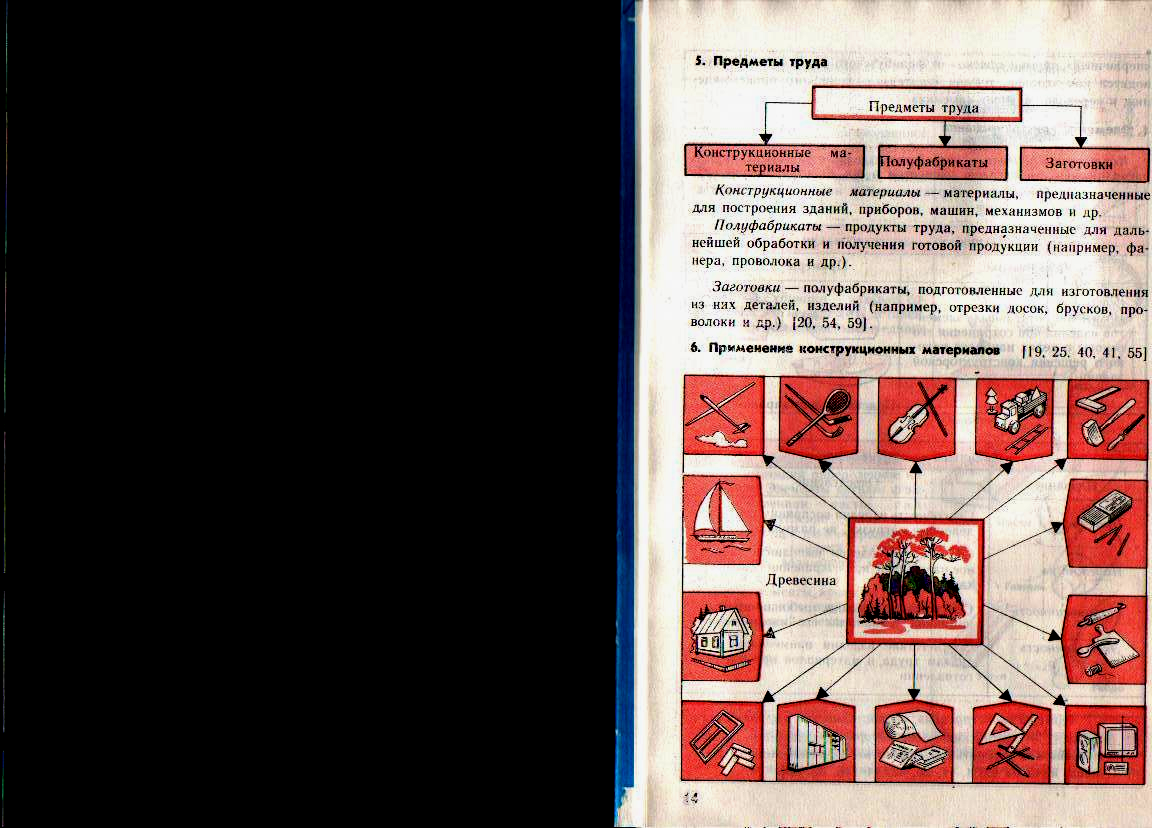 5. Предметы труда
Предметы труда
Конструкционные ма-
териалы
Полуфабрикаты
Заготовки
Конструкционные материалы — материалы, предназначенные
для построения зданий, приборов, машин, механизмов и др.
Полуфабрикаты — продукты труда, предназначенные для даль-
нейшей обработки и получения готовой продукции (например, фа-
нера, проволока и др.).
Заготовки — полуфабрикаты, подготовленные для изготовления
из них деталей, изделий (например, отрезки досок, брусков, про-
волоки и др.) [20, 54, 59].
6. Применение конструкционных материалов [19, 25, 40, 41, 55]
Древесина
14